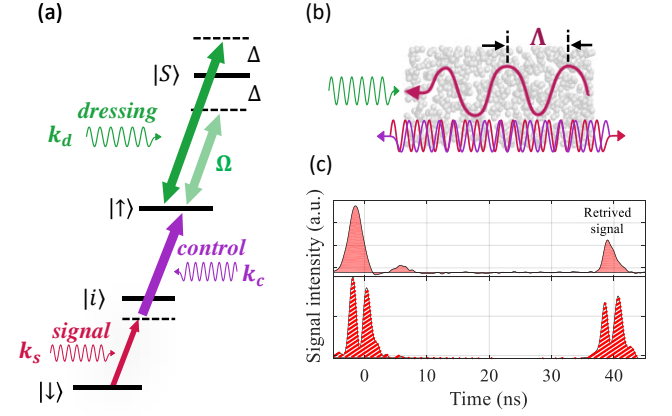 (a)
|S⟩
Δ
Δ
dressing
k_d
Ω
|↑⟩
control
k_c
|i⟩
signal
k_s
|↓⟩
(b)
Λ
(c)
Signal intensity (a.u.)
Retrived
signal
0
10
20
30
40
Time (ns)